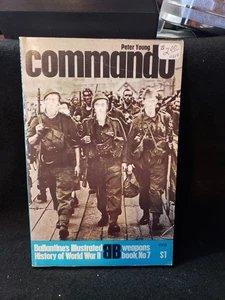 Peter Young
commando
Ballantine's Illustrated
History of World War II
weapons
book No 7
$1